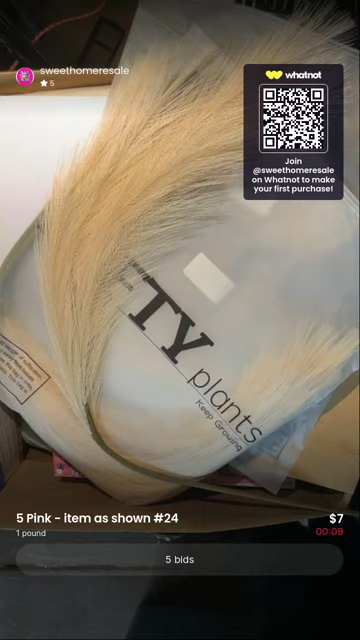 sweethomeresale
★ 5
whatnot
Join
@sweethomeresale
on Whatnot to make
your first purchase!
TY
plants
Keep Growing
5 Pink - item as shown #24
$7
1 pound
00:09
5 bids